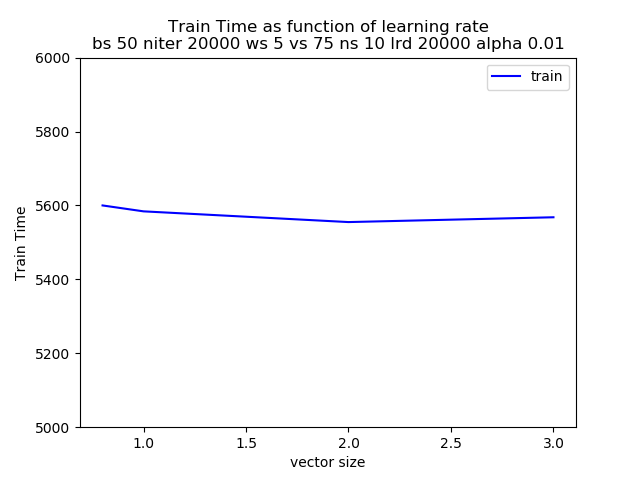 Train Time as function of learning rate
bs 50 niter 20000 ws 5 vs 75 ns 10 lrd 20000 alpha 0.01
train
6000
5800
5600
5400
5200
5000
Train Time
1.0 1.5 2.0 2.5 3.0
vector size